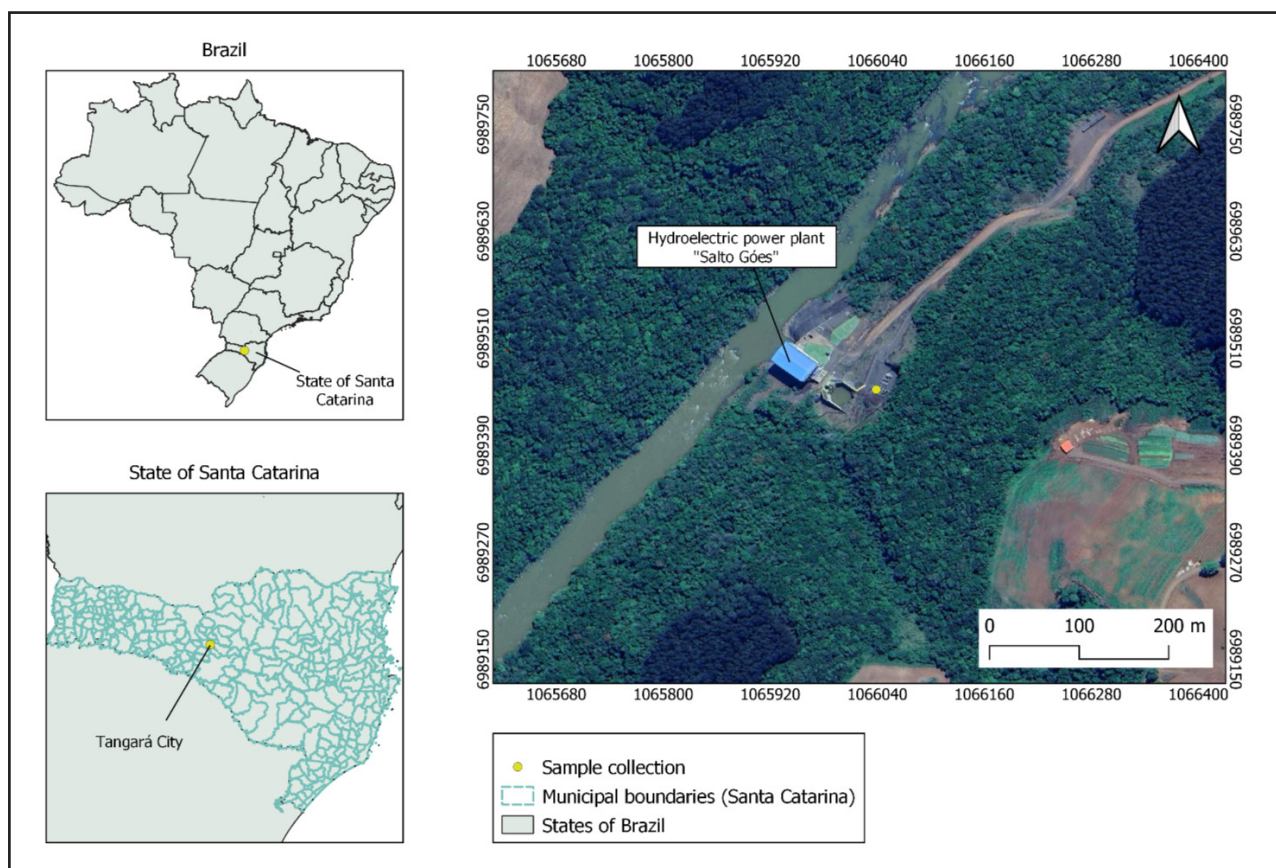 Brazil
State of Santa
Catarina
State of Santa Catarina
Tangará City
1065680 1065800 1065920 1066040 1066160 1066280 1066400
6989750
6989630
6989510
6989390
6989270
6989150
Hydroelectric power plant
"Salto Góes"
6989750
6989630
6989510
6989390
6989270
6989150
0 100 200 m
1065680 1065800 1065920 1066040 1066160 1066280 1066400
Sample collection
Municipal boundaries (Santa Catarina)
States of Brazil